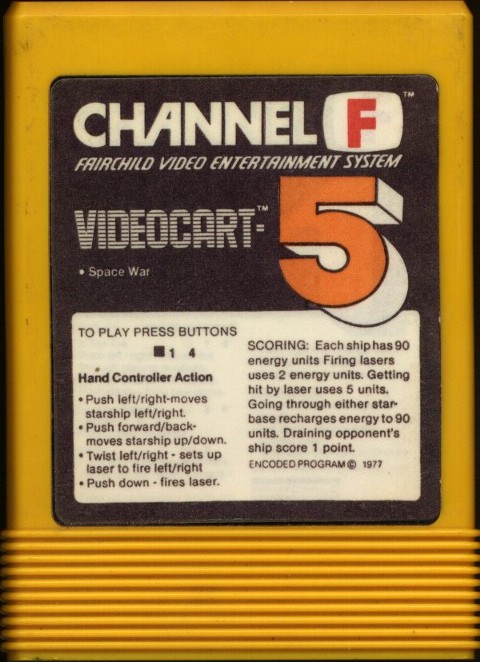 CHANNEL F™
FAIRCHILD VIDEO ENTERTAINMENT SYSTEM
VIDEOCART™-5
• Space War
TO PLAY PRESS BUTTONS
■1 4
Hand Controller Action
• Push left/right-moves
starship left/right.
• Push forward/back-
moves starship up/down.
• Twist left/right - sets up
laser to fire left/right
• Push down - fires laser.
SCORING: Each ship has 90
energy units Firing lasers
uses 2 energy units. Getting
hit by laser uses 5 units.
Going through either star-
base recharges energy to 90
units. Draining opponent's
ship score 1 point.
ENCODED PROGRAM © 1977